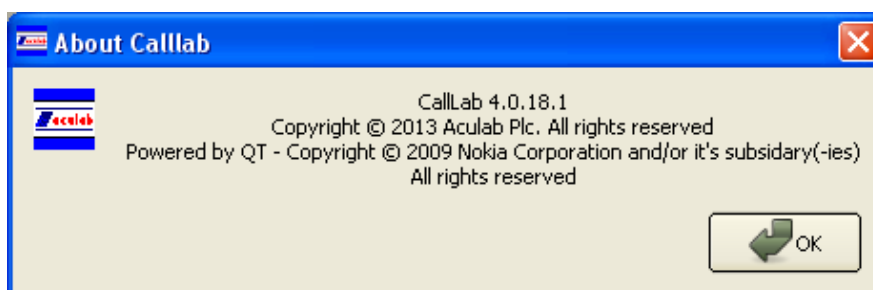 About Calllab
aculab
CallLab 4.0.18.1
Copyright © 2013 Aculab Plc. All rights reserved
Powered by QT - Copyright © 2009 Nokia Corporation and/or it's subsidary(-ies)
All rights reserved
OK